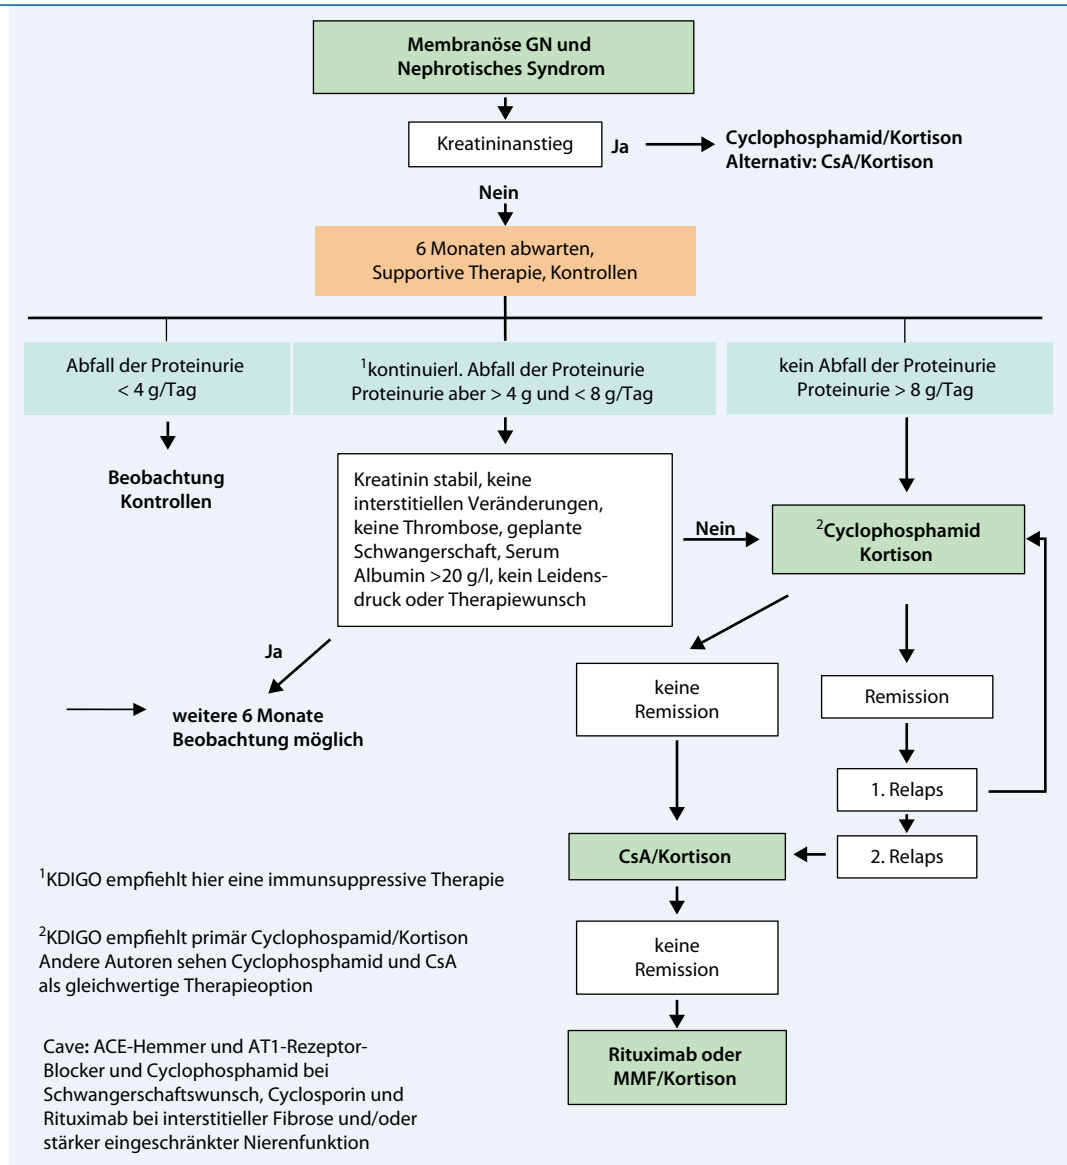 Membranöse GN und
Nephrotisches Syndrom
Kreatininanstieg
Ja
Cyclophosphamid/Kortison
Alternativ: CsA/Kortison
Nein
6 Monaten abwarten,
Supportive Therapie, Kontrollen
Abfall der Proteinurie
< 4 g/Tag
1kontinuierl. Abfall der Proteinurie
Proteinurie aber > 4 g und < 8 g/Tag
kein Abfall der Proteinurie
Proteinurie > 8 g/Tag
Beobachtung
Kontrollen
Kreatinin stabil, keine
interstitiellen Veränderungen,
keine Thrombose, geplante
Schwangerschaft, Serum
Albumin >20 g/l, kein Leidens-
druck oder Therapiewunsch
Nein
2Cyclophosphamid
Kortison
Ja
weitere 6 Monate
Beobachtung möglich
keine
Remission
Remission
1. Relaps
2. Relaps
CsA/Kortison
keine
Remission
Rituximab oder
MMF/Kortison
1KDIGO empfiehlt hier eine immunsuppressive Therapie
2KDIGO empfiehlt primär Cyclophospamid/Kortison
Andere Autoren sehen Cyclophosphamid und CsA
als gleichwertige Therapieoption
Cave: ACE-Hemmer und AT1-Rezeptor-
Blocker und Cyclophosphamid bei
Schwangerschaftswunsch, Cyclosporin und
Rituximab bei interstitieller Fibrose und/oder
stärker eingeschränkter Nierenfunktion